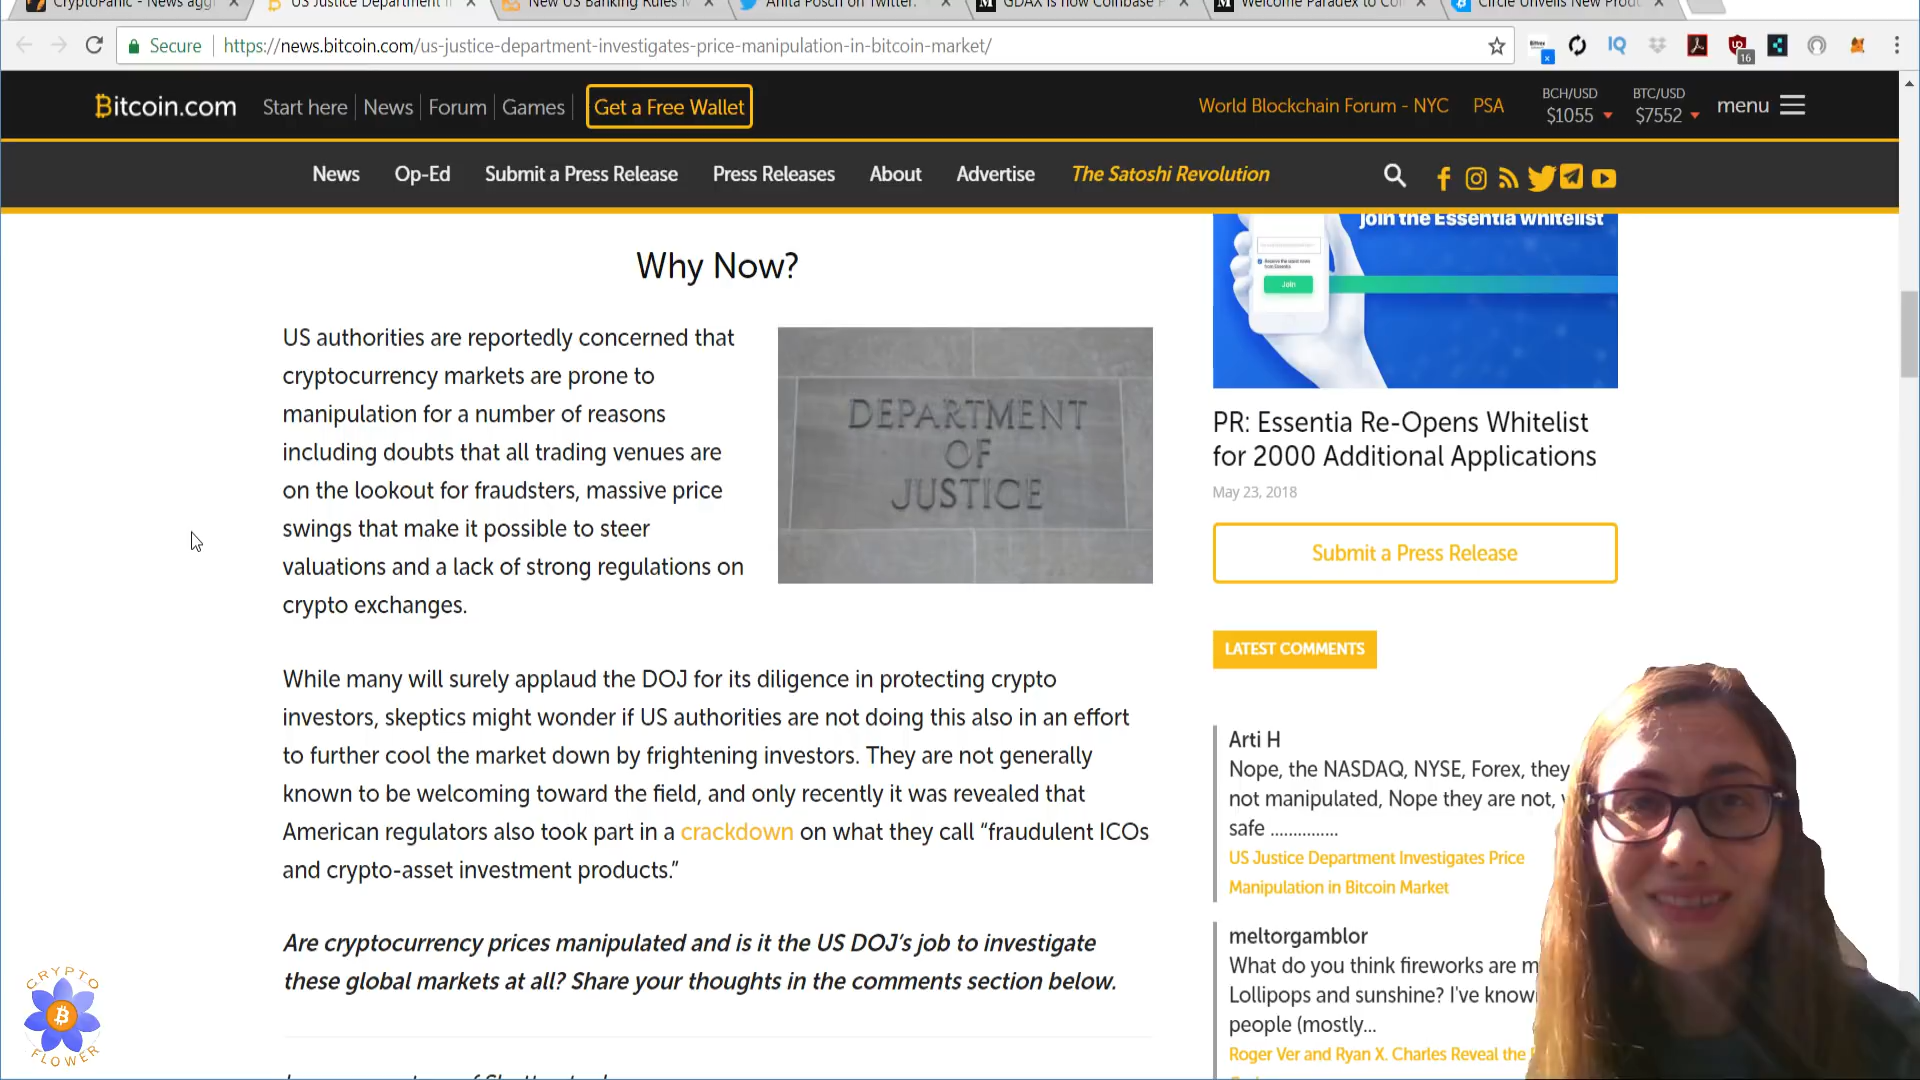 CryptoPanic - News aggr
US Justice Department I
New US Banking Rules M
Anita Posch on Twitter:
GDAX is now Coinbase P
Welcome Paradex to Coi
Circle Unveils New Produ
Secure
https://news.bitcoin.com/us-justice-department-investigates-price-manipulation-in-bitcoin-market/
IQ
16
Bitcoin.com
Start here
News
Forum
Games
Get a Free Wallet
World Blockchain Forum - NYC
PSA
BCH/USD
$1055
BTC/USD
$7552
menu
News
Op-Ed
Submit a Press Release
Press Releases
About
Advertise
The Satoshi Revolution
Why Now?
US authorities are reportedly concerned that
cryptocurrency markets are prone to
manipulation for a number of reasons
including doubts that all trading venues are
on the lookout for fraudsters, massive price
swings that make it possible to steer
valuations and a lack of strong regulations on
crypto exchanges.
DEPARTMENT
OF
JUSTICE
While many will surely applaud the DOJ for its diligence in protecting crypto
investors, skeptics might wonder if US authorities are not doing this also in an effort
to further cool the market down by frightening investors. They are not generally
known to be welcoming toward the field, and only recently it was revealed that
American regulators also took part in a crackdown on what they call “fraudulent ICOs
and crypto-asset investment products.”
Are cryptocurrency prices manipulated and is it the US DOJ’s job to investigate
these global markets at all? Share your thoughts in the comments section below.
join the Essentia whitelist
Join
PR: Essentia Re-Opens Whitelist
for 2000 Additional Applications
May 23, 2018
Submit a Press Release
LATEST COMMENTS
Arti H
Nope, the NASDAQ, NYSE, Forex, they
not manipulated, Nope they are not,
safe ...............
US Justice Department Investigates Price
Manipulation in Bitcoin Market
meltorgamblor
What do you think fireworks are m
Lollipops and sunshine? I've know
people (mostly...
Roger Ver and Ryan X. Charles Reveal the
CRYPTO
FLOWER